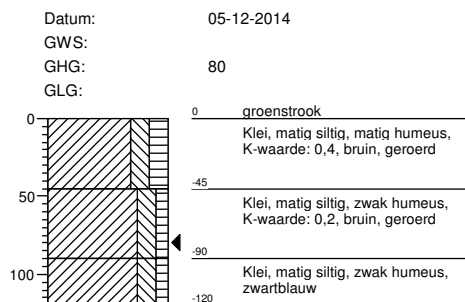 Datum: 05-12-2014
GWS:
GHG: 80
GLG:
0
0 groenstrook
Klei, matig siltig, matig humeus,
K-waarde: 0,4, bruin, geroerd
-45
50
Klei, matig siltig, zwak humeus,
K-waarde: 0,2, bruin, geroerd
-90
100
Klei, matig siltig, zwak humeus,
zwartblauw
-120